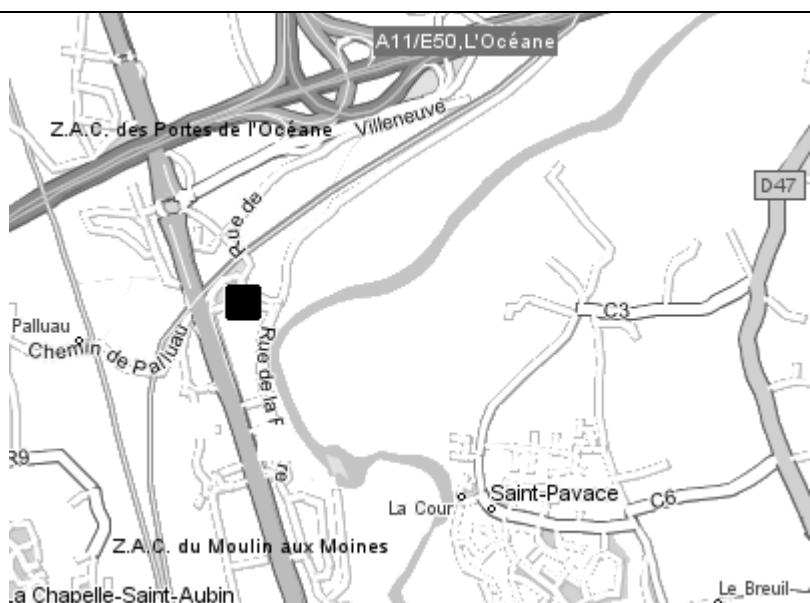 A11/E50,L'Océane
Z.A.C. des Portes de l'Océane
Villeneuve
D47
Rue de
C3
Palluau
Chemin de Palluau
Rue de la F
re
R9
La Cour
Saint-Pavace
C6
Z.A.C. du Moulin aux Moines
Le Breuil
La Chapelle-Saint-Aubin